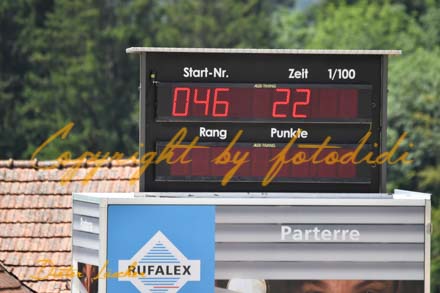 Start-Nr. Zeit 1/100
046 22
Rang Punkte
Copyright by fotodidi
Parterre
RUFALEX